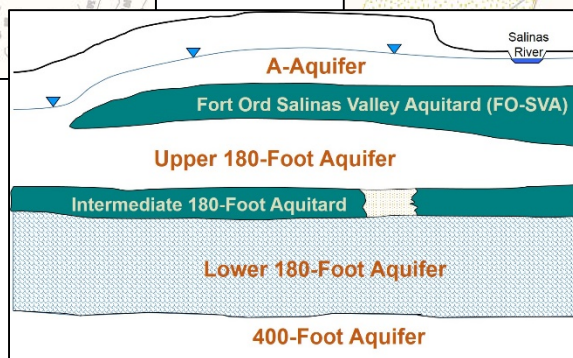 Salinas
River
A-Aquifer
Fort Ord Salinas Valley Aquitard (FO-SVA)
Upper 180-Foot Aquifer
Intermediate 180-Foot Aquitard
Lower 180-Foot Aquifer
400-Foot Aquifer